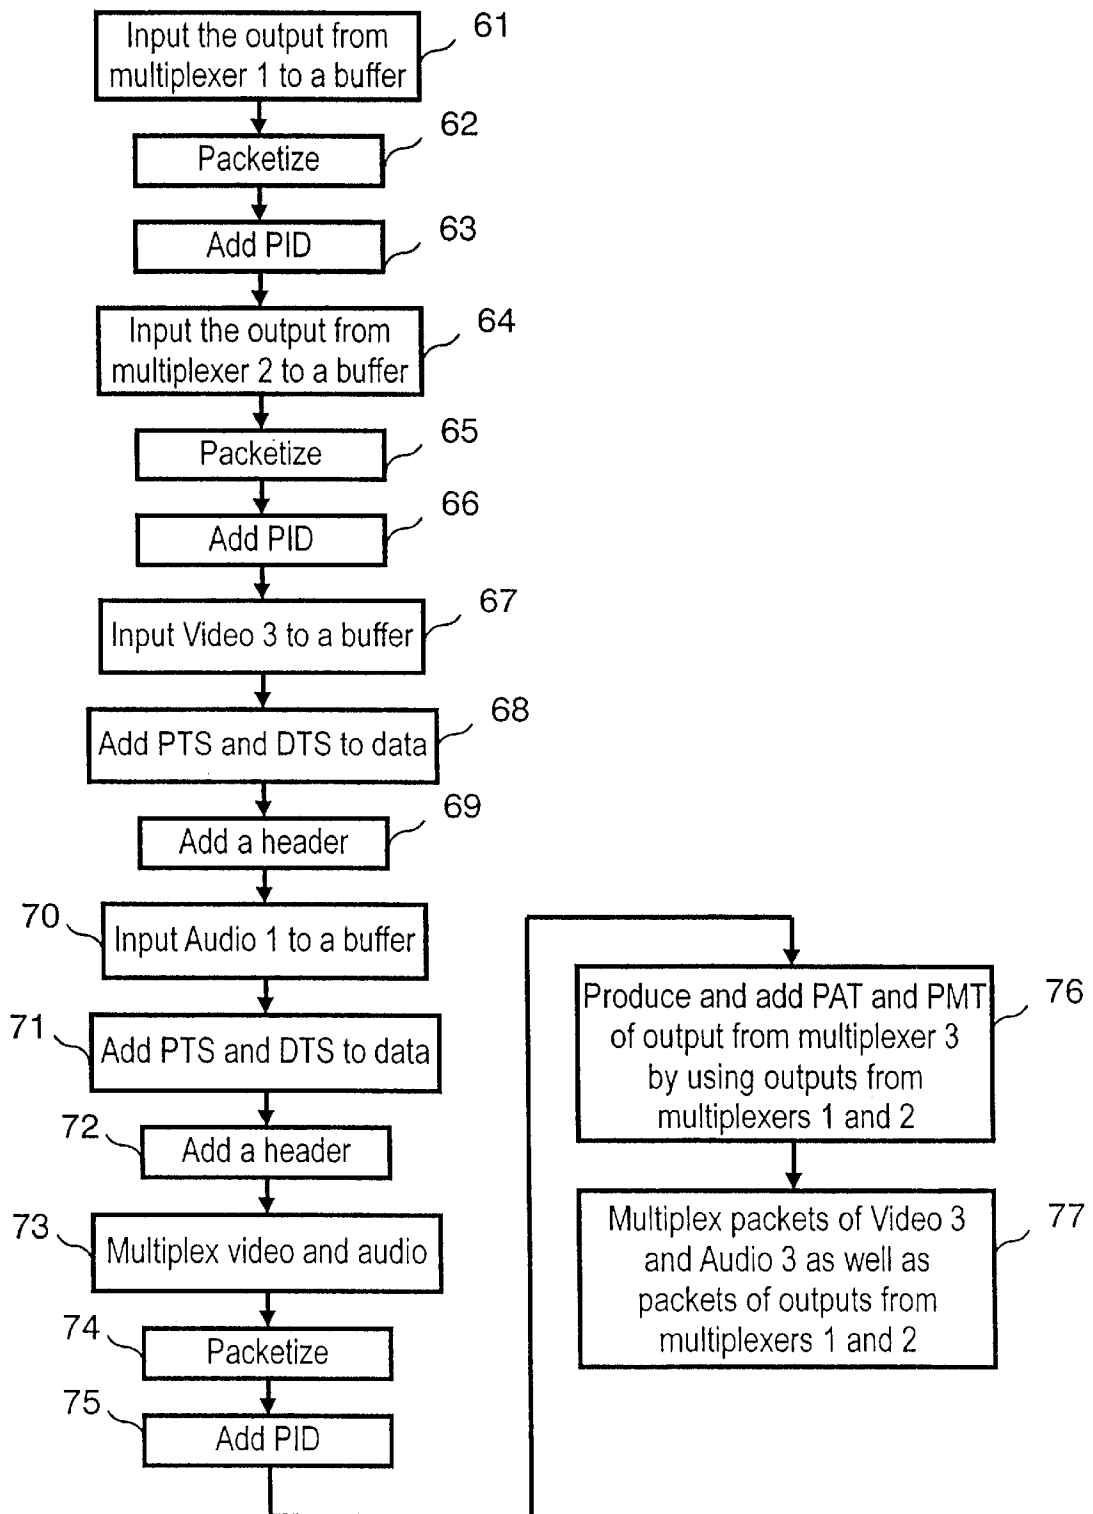 Input the output from
multiplexer 1 to a buffer
61
Packetize
62
Add PID
63
Input the output from
multiplexer 2 to a buffer
64
Packetize
65
Add PID
66
Input Video 3 to a buffer
67
Add PTS and DTS to data
68
Add a header
69
70
Input Audio 1 to a buffer
71
Add PTS and DTS to data
72
Add a header
73
Multiplex video and audio
74
Packetize
75
Add PID
Produce and add PAT and PMT
of output from multiplexer 3
by using outputs from
multiplexers 1 and 2
76
Multiplex packets of Video 3
and Audio 3 as well as
packets of outputs from
multiplexers 1 and 2
77